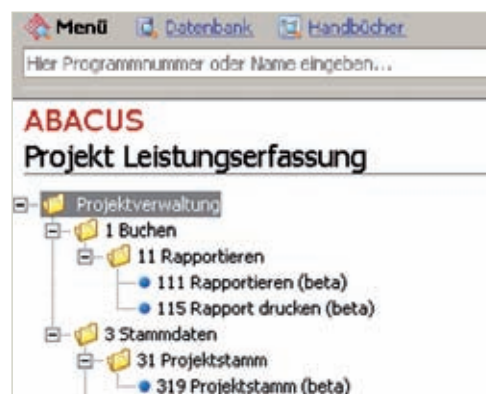 Menü Datenbank Handbücher
Hier Programmnummer oder Name eingeben...
ABACUS
Projekt Leistungserfassung
Projektverwaltung
1 Buchen
11 Rapportieren
111 Rapportieren (beta)
115 Rapport drucken (beta)
3 Stammdaten
31 Projektstamm
319 Projektstamm (beta)